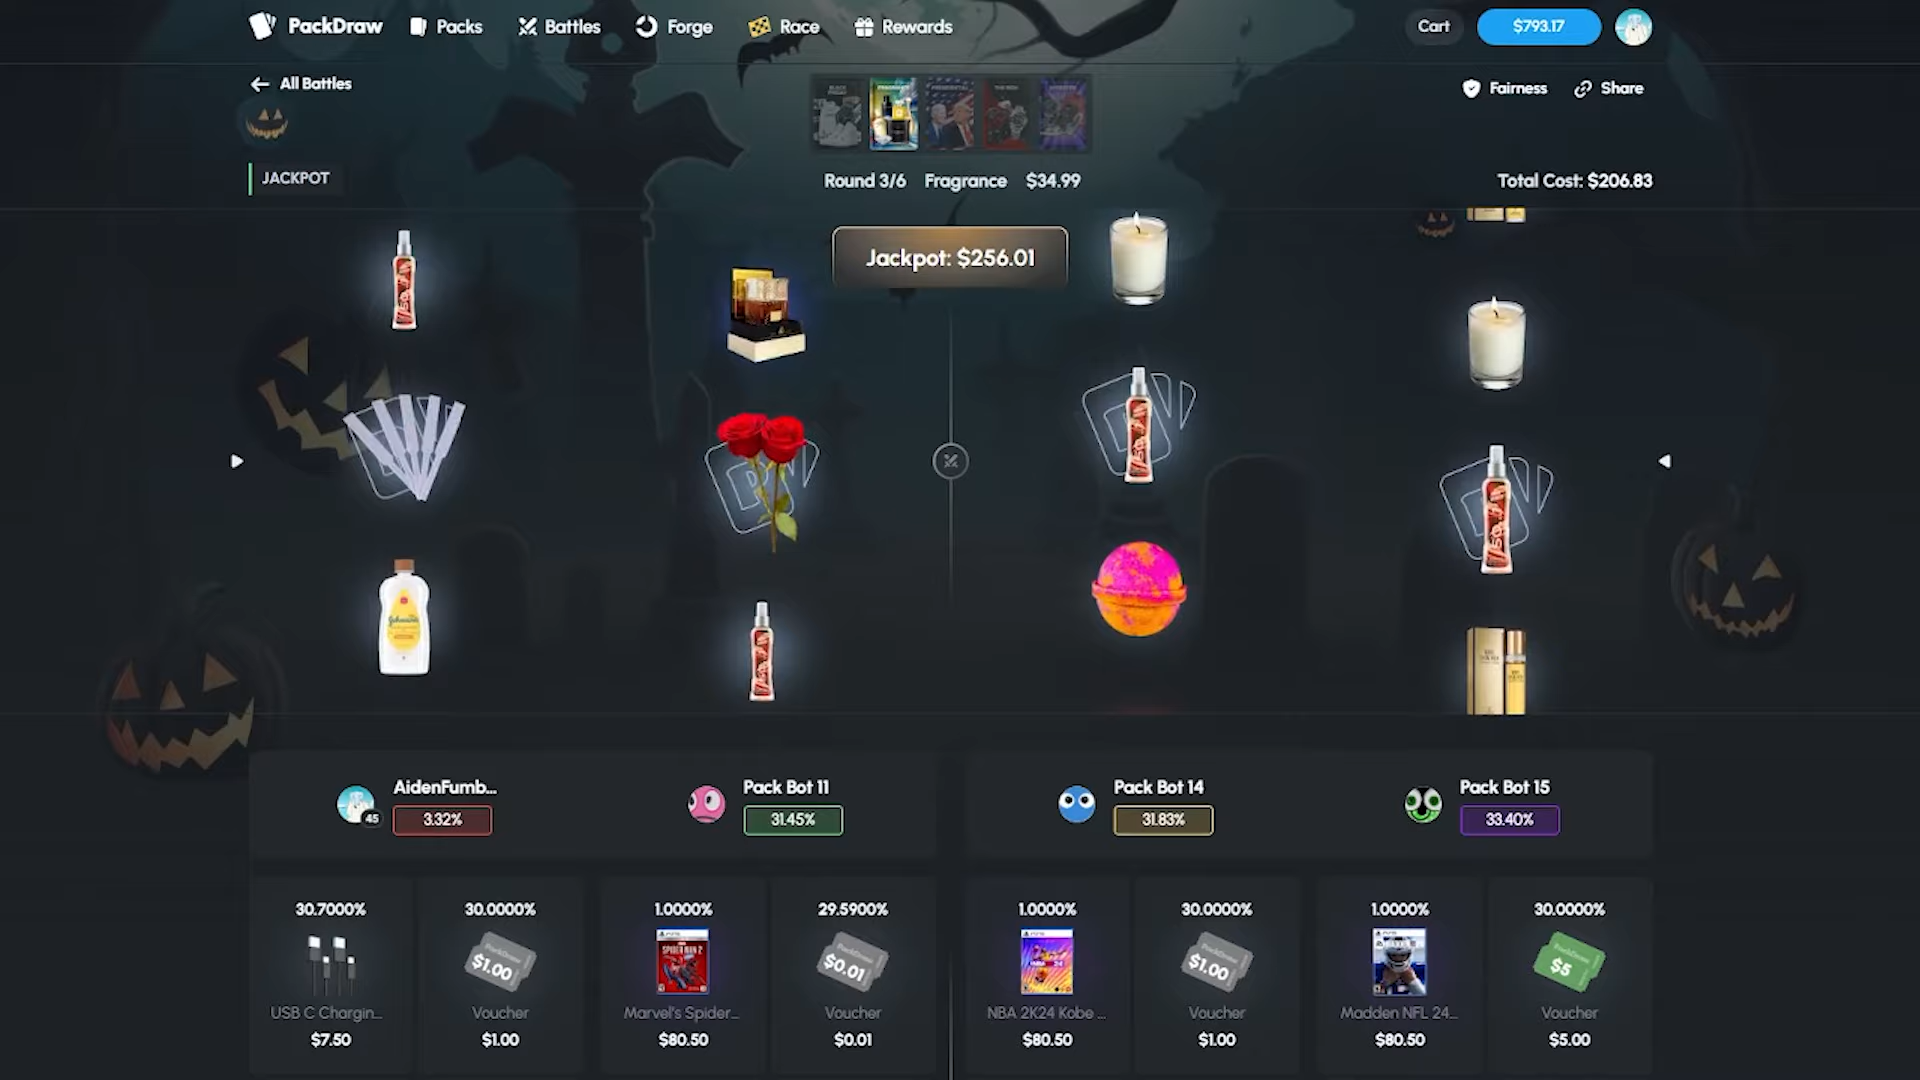 PackDraw
Packs
Battles
Forge
Race
Rewards
Cart
$793.17
All Battles
Fairness
Share
FRAGRANCE
JACKPOT
Round 3/6 Fragrance $34.99
Total Cost: $206.83
Jackpot: $256.01
Johnson's
AidenFumb...
45
3.32%
Pack Bot 11
31.45%
Pack Bot 14
31.83%
Pack Bot 15
33.40%
30.7000%
30.0000%
1.0000%
29.5900%
1.0000%
30.0000%
1.0000%
30.0000%
$1.00
SPIDER-MAN 2
$0.01
$1.00
$5
USB C Chargin...
Voucher
Marvel's Spider...
Voucher
NBA 2K24 Kobe ...
Voucher
Madden NFL 24...
Voucher
$7.50
$1.00
$80.50
$0.01
$80.50
$1.00
$80.50
$5.00